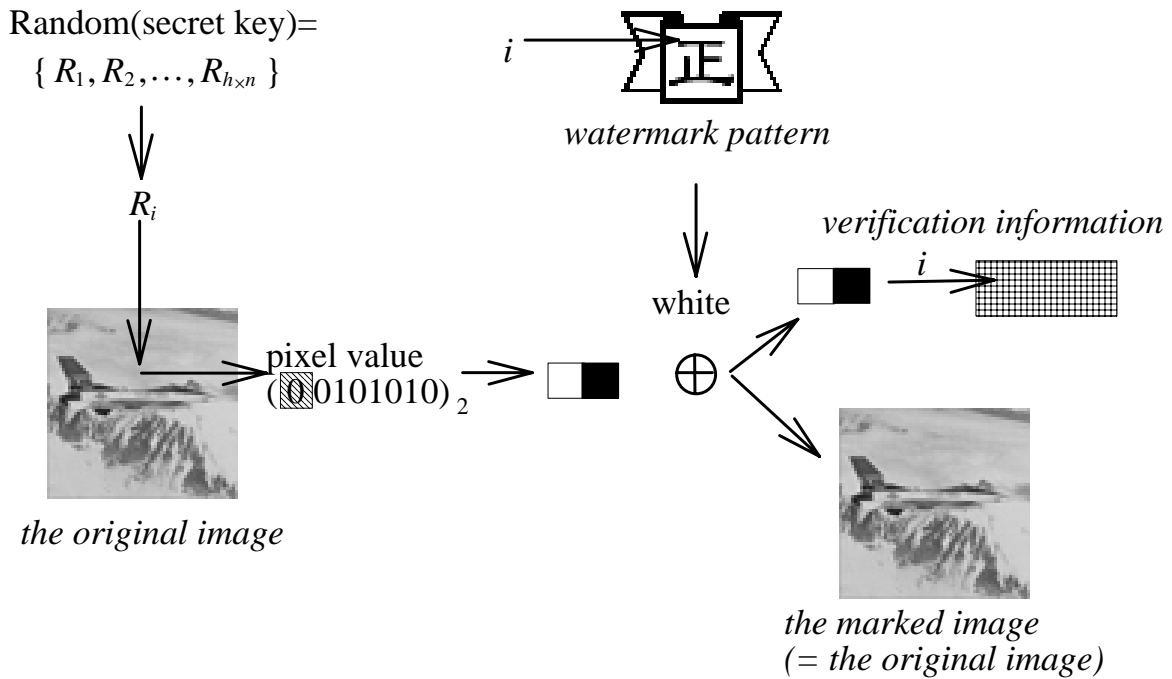 Random(secret key)=
{ R₁, R₂, …, Rₕ×ₙ }
i
正
watermark pattern
Rᵢ
verification information
i
white
pixel value
(00101010)₂
⊕
the original image
the marked image
(= the original image)